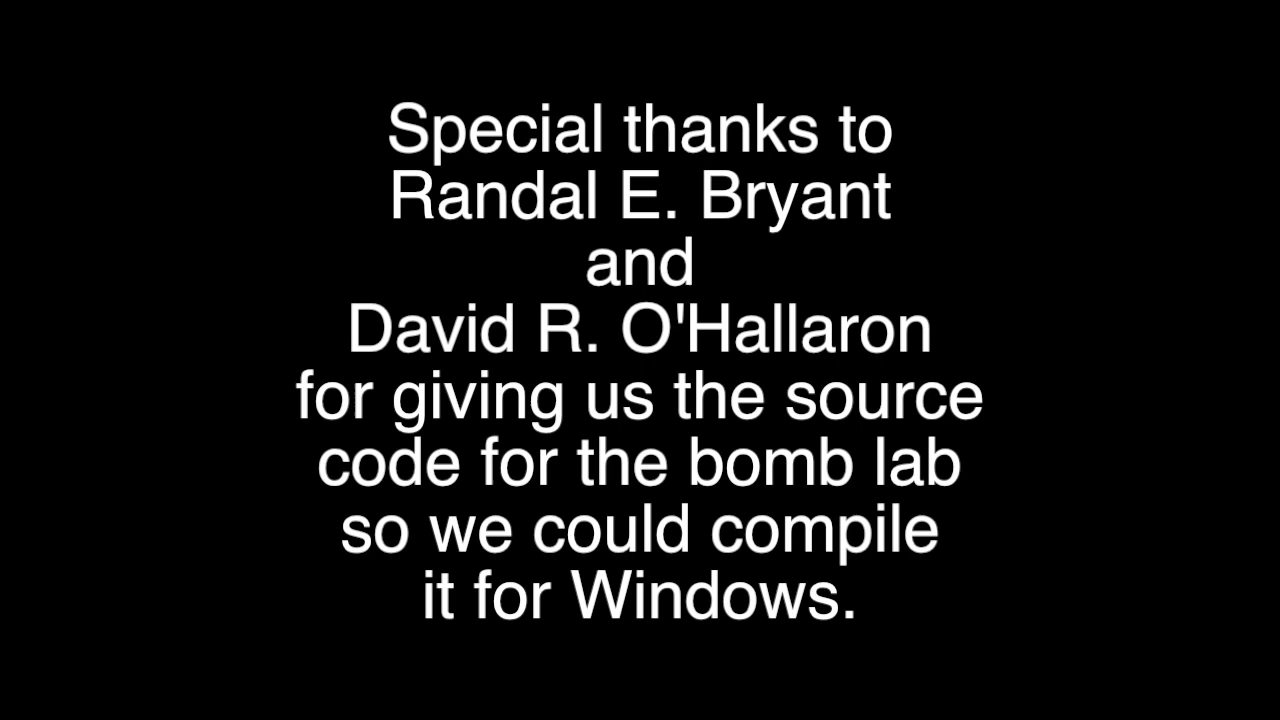 Special thanks to
Randal E. Bryant
and
David R. O'Hallaron
for giving us the source
code for the bomb lab
so we could compile
it for Windows.